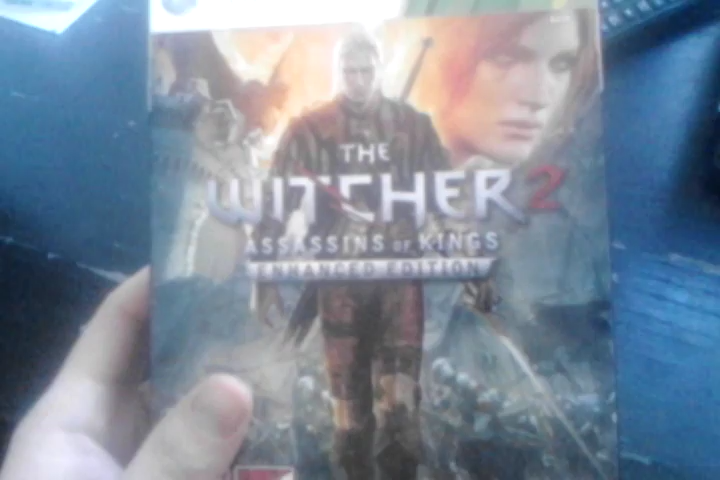 THE
WITCHER 2
ASSASSINS OF KINGS
ENHANCED EDITION